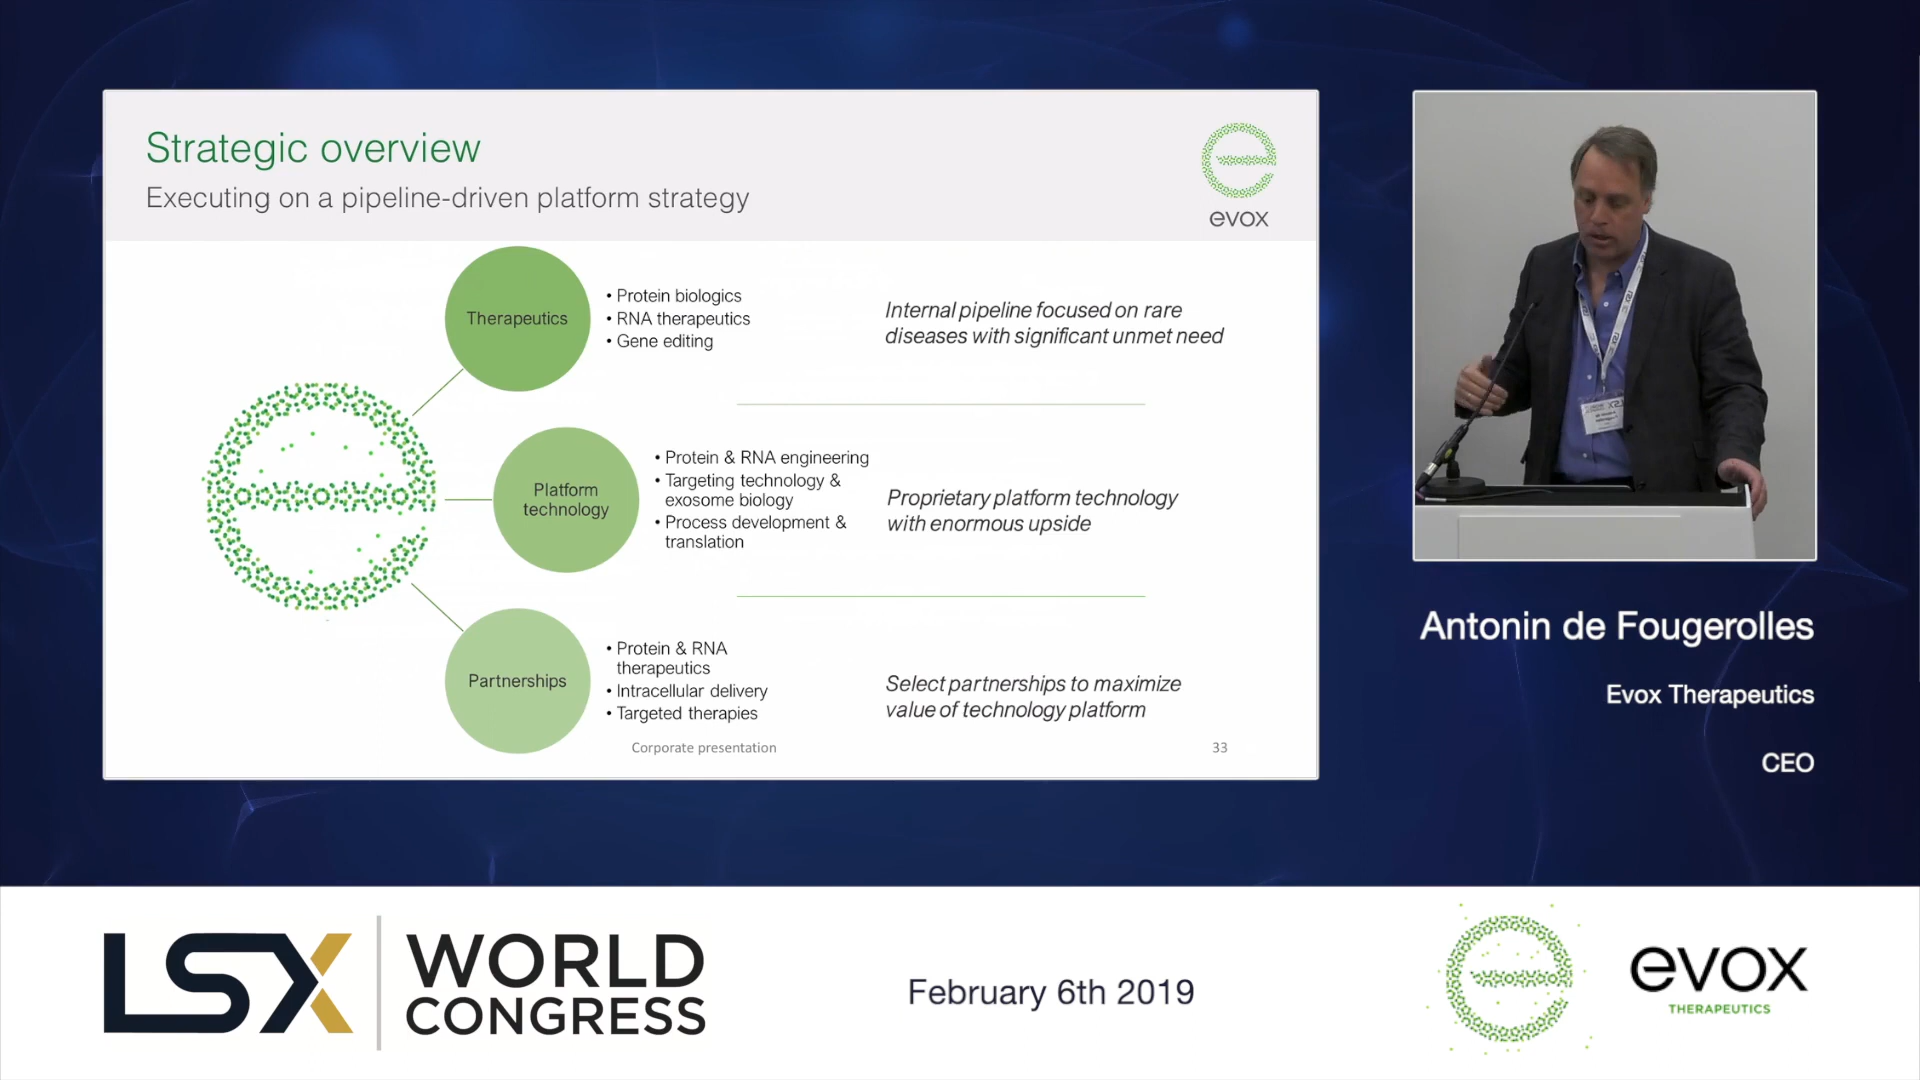 Strategic overview
Executing on a pipeline-driven platform strategy
evox
Therapeutics
• Protein biologics
• RNA therapeutics
• Gene editing
Internal pipeline focused on rare
diseases with significant unmet need
Platform
technology
• Protein & RNA engineering
• Targeting technology &
exosome biology
• Process development &
translation
Proprietary platform technology
with enormous upside
Partnerships
• Protein & RNA
therapeutics
• Intracellular delivery
• Targeted therapies
Select partnerships to maximize
value of technology platform
Corporate presentation
33
Antonin de Fougerolles
Evox Therapeutics
CEO
LSX
WORLD
CONGRESS
February 6th 2019
evox
THERAPEUTICS